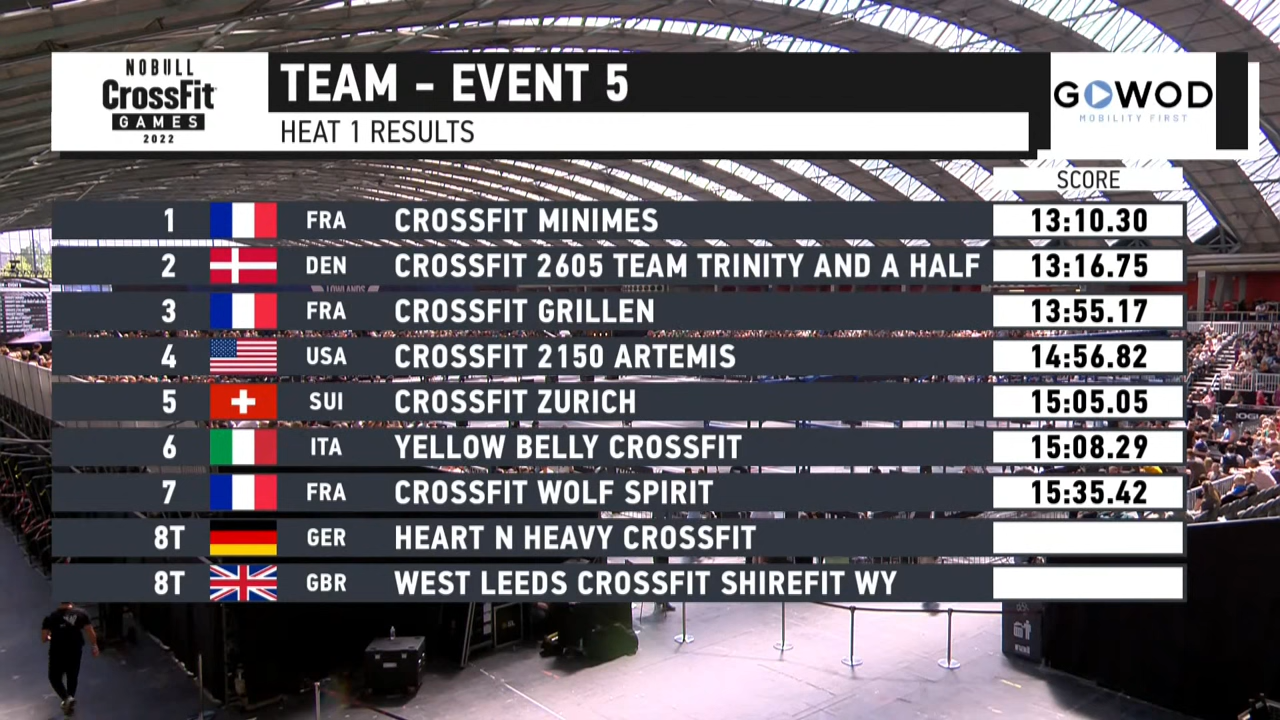 NOBULL
CrossFit
GAMES
2022
TEAM - EVENT 5
HEAT 1 RESULTS
GOWOD
MOBILITY FIRST
SCORE
1 FRA CROSSFIT MINIMES 13:10.30
2 DEN CROSSFIT 2605 TEAM TRINITY AND A HALF 13:16.75
LOWLANDS
3 FRA CROSSFIT GRILLEN 13:55.17
4 USA CROSSFIT 2150 ARTEMIS 14:56.82
5 SUI CROSSFIT ZURICH 15:05.05
6 ITA YELLOW BELLY CROSSFIT 15:08.29
7 FRA CROSSFIT WOLF SPIRIT 15:35.42
8T GER HEART N HEAVY CROSSFIT
8T GBR WEST LEEDS CROSSFIT SHIREFIT WY